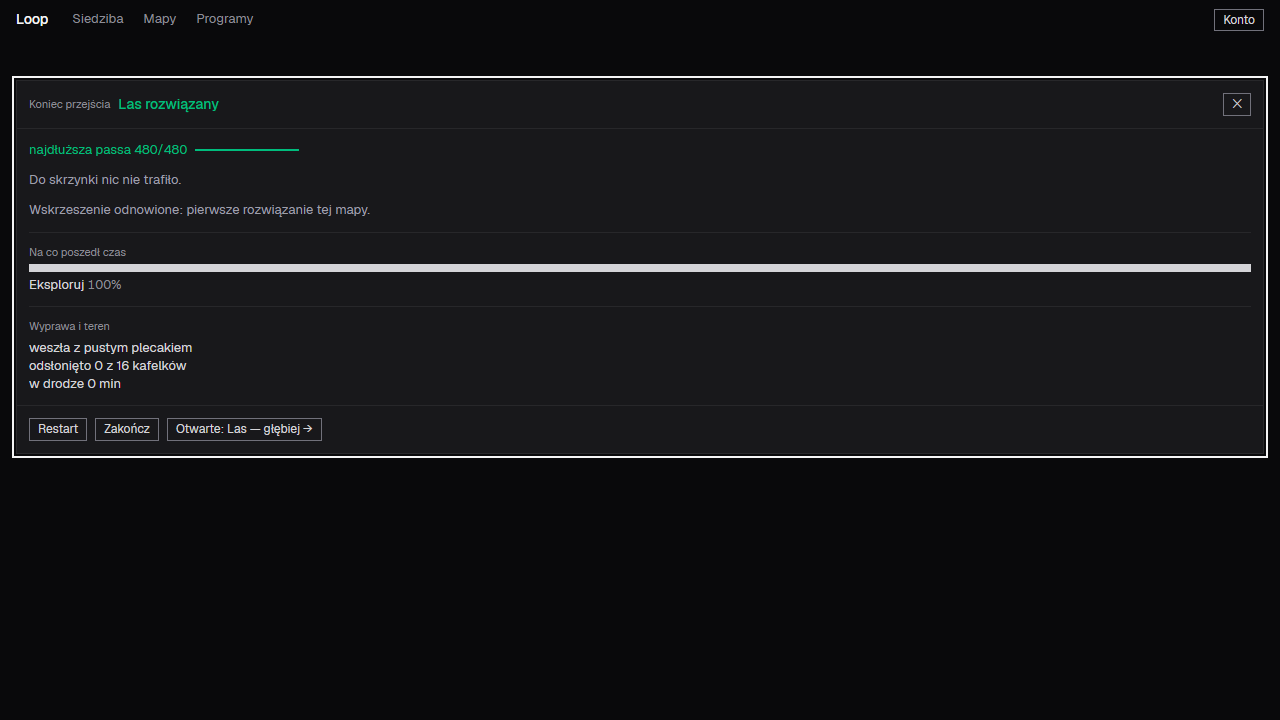 Loop Siedziba Mapy Programy Konto
Koniec przejścia Las rozwiązany ×
najdłuższa passa 480/480
Do skrzynki nic nie trafiło.
Wskrzeszenie odnowione: pierwsze rozwiązanie tej mapy.
Na co poszedł czas
Eksploruj 100%
Wyprawa i teren
weszła z pustym plecakiem
odsłonięto 0 z 16 kafelków
w drodze 0 min
Restart Zakończ Otwarte: Las — głębiej →